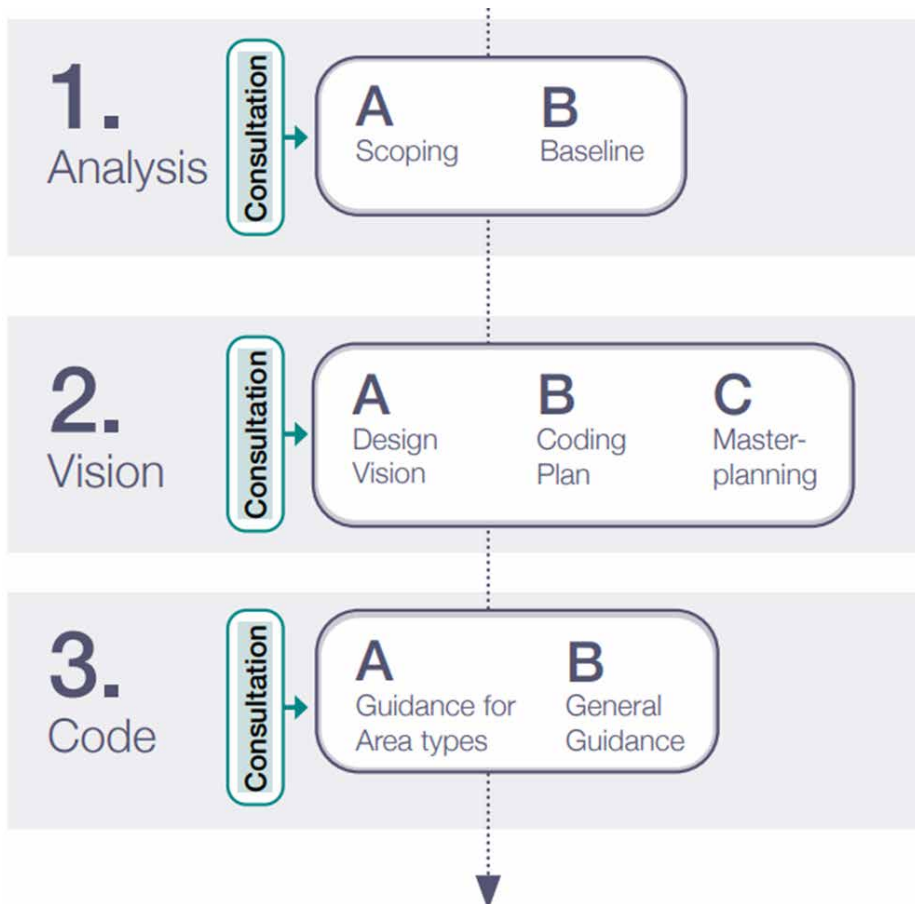 1.
Analysis
Consultation
A
Scoping
B
Baseline
2.
Vision
Consultation
A
Design
Vision
B
Coding
Plan
C
Master-
planning
3.
Code
Consultation
A
Guidance for
Area types
B
General
Guidance